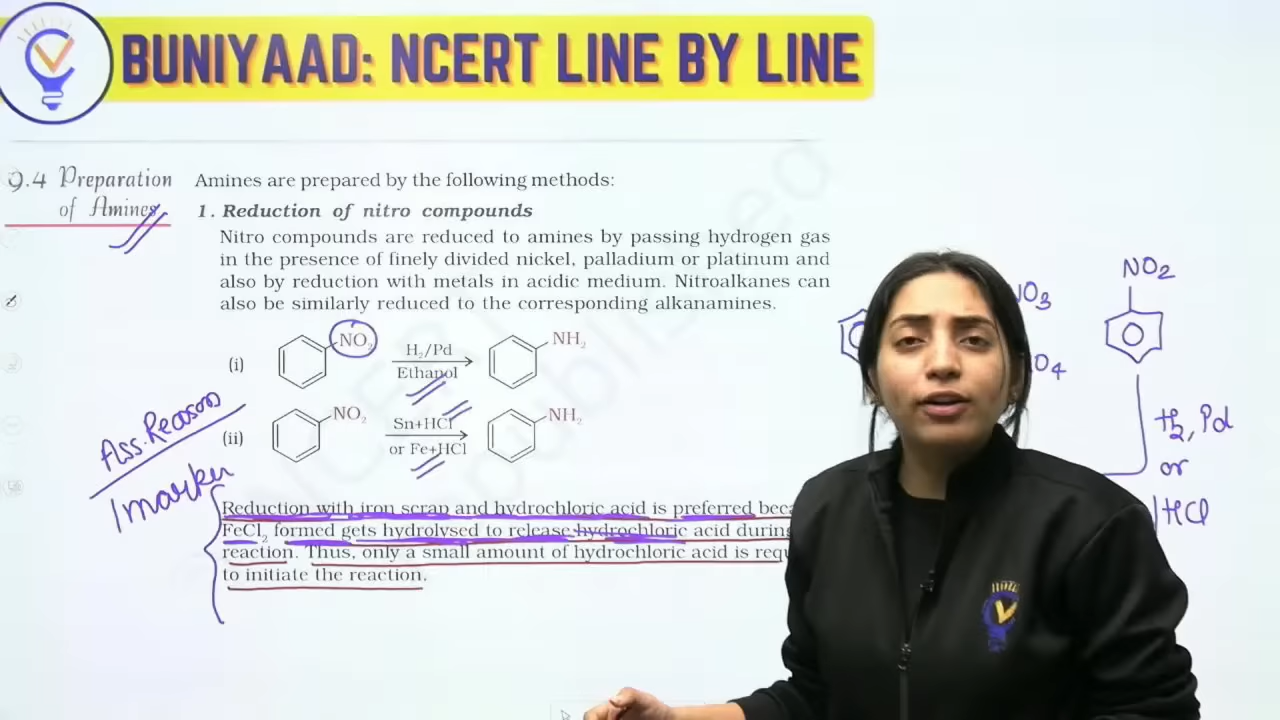 BUNIYAAD: NCERT LINE BY LINE
9.4 Preparation
of Amines
Amines are prepared by the following methods:
1. Reduction of nitro compounds
Nitro compounds are reduced to amines by passing hydrogen gas
in the presence of finely divided nickel, palladium or platinum and
also by reduction with metals in acidic medium. Nitroalkanes can
also be similarly reduced to the corresponding alkanamines.
(i)
NO₂
H₂/Pd
Ethanol
NH₂
(ii)
NO₂
Sn+HCl
or Fe+HCl
NH₂
Ass. Reason
1 marker
Reduction with iron scrap and hydrochloric acid is preferred
FeCl₂ formed gets hydrolysed to release hydrochloric acid during
reaction. Thus, only a small amount of hydrochloric acid is
to initiate the reaction.
NO₂
H₂, Pd
or
/HCl